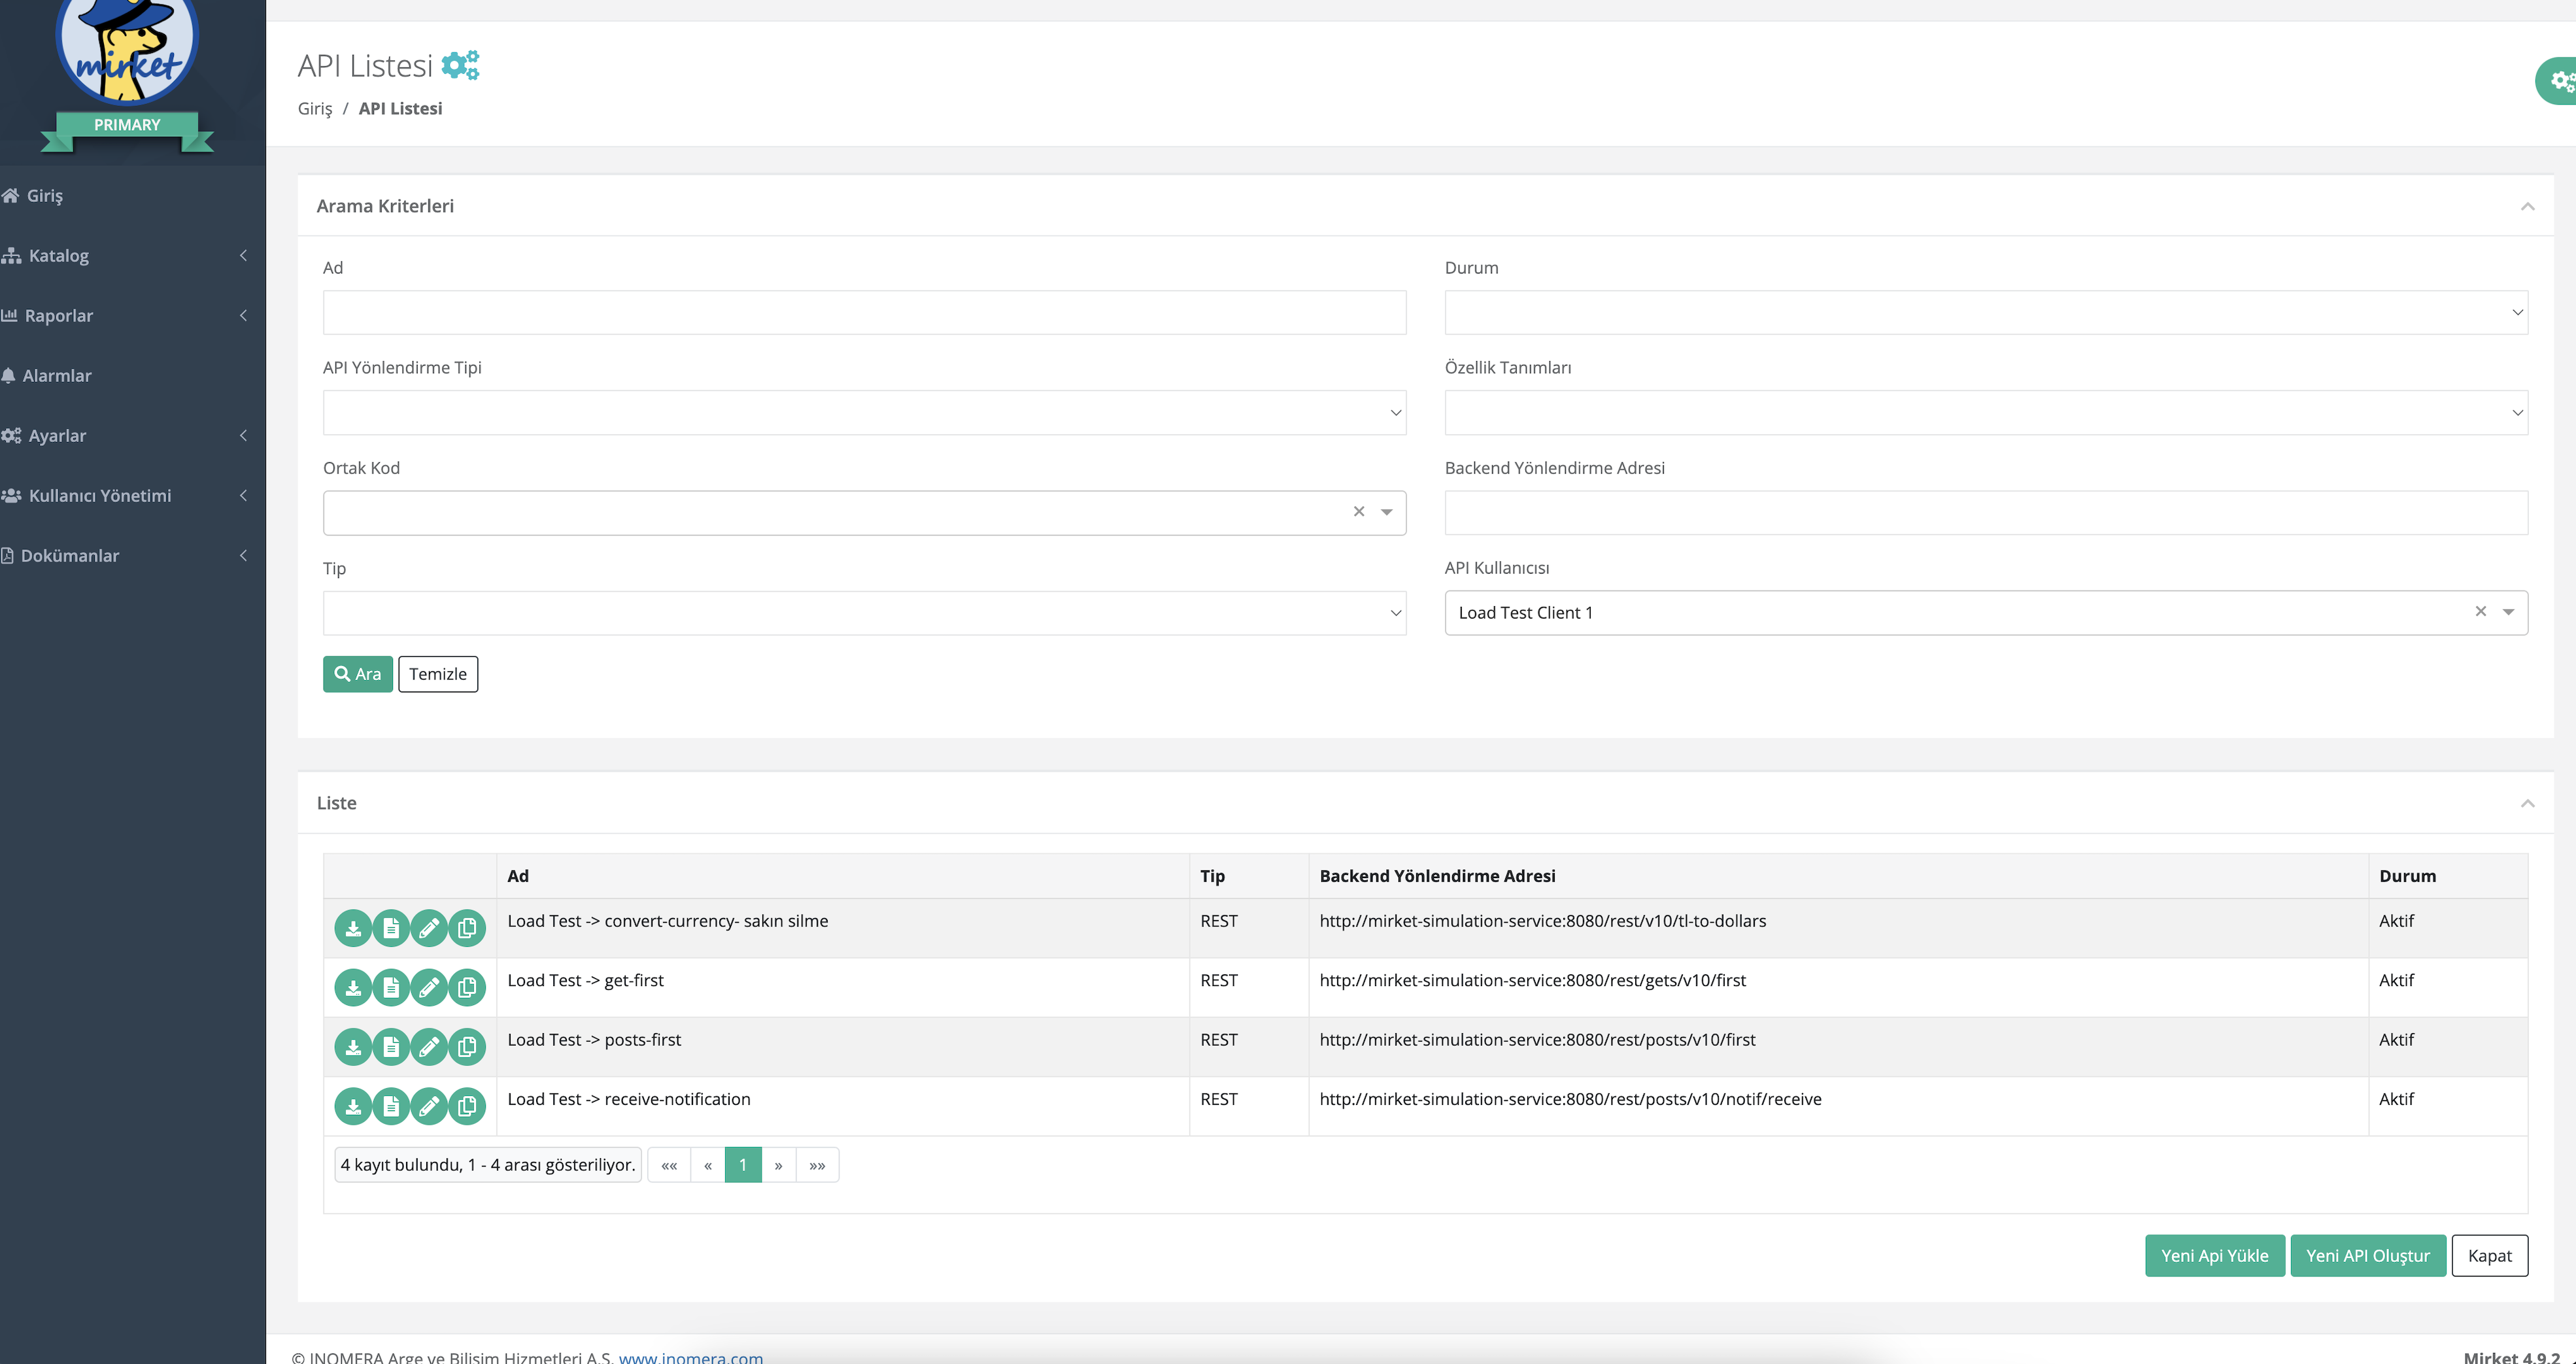 mirket
PRIMARY
Giriş
Katalog
Raporlar
Alarmlar
Ayarlar
Kullanıcı Yönetimi
Dokümanlar
API Listesi
Giriş / API Listesi
Arama Kriterleri
Ad
Durum
API Yönlendirme Tipi
Özellik Tanımları
Ortak Kod
Backend Yönlendirme Adresi
Tip
API Kullanıcısı
Load Test Client 1
Ara Temizle
Liste
Ad Tip Backend Yönlendirme Adresi Durum
Load Test -> convert-currency- sakın silme REST http://mirket-simulation-service:8080/rest/v10/tl-to-dollars Aktif
Load Test -> get-first REST http://mirket-simulation-service:8080/rest/gets/v10/first Aktif
Load Test -> posts-first REST http://mirket-simulation-service:8080/rest/posts/v10/first Aktif
Load Test -> receive-notification REST http://mirket-simulation-service:8080/rest/posts/v10/notif/receive Aktif
4 kayıt bulundu, 1 - 4 arası gösteriliyor. «« « 1 » »»
Yeni Api Yükle Yeni API Oluştur Kapat
© INOMERA Arge ve Bilişim Hizmetleri A.Ş. www.inomera.com
Mirket 4.9.2